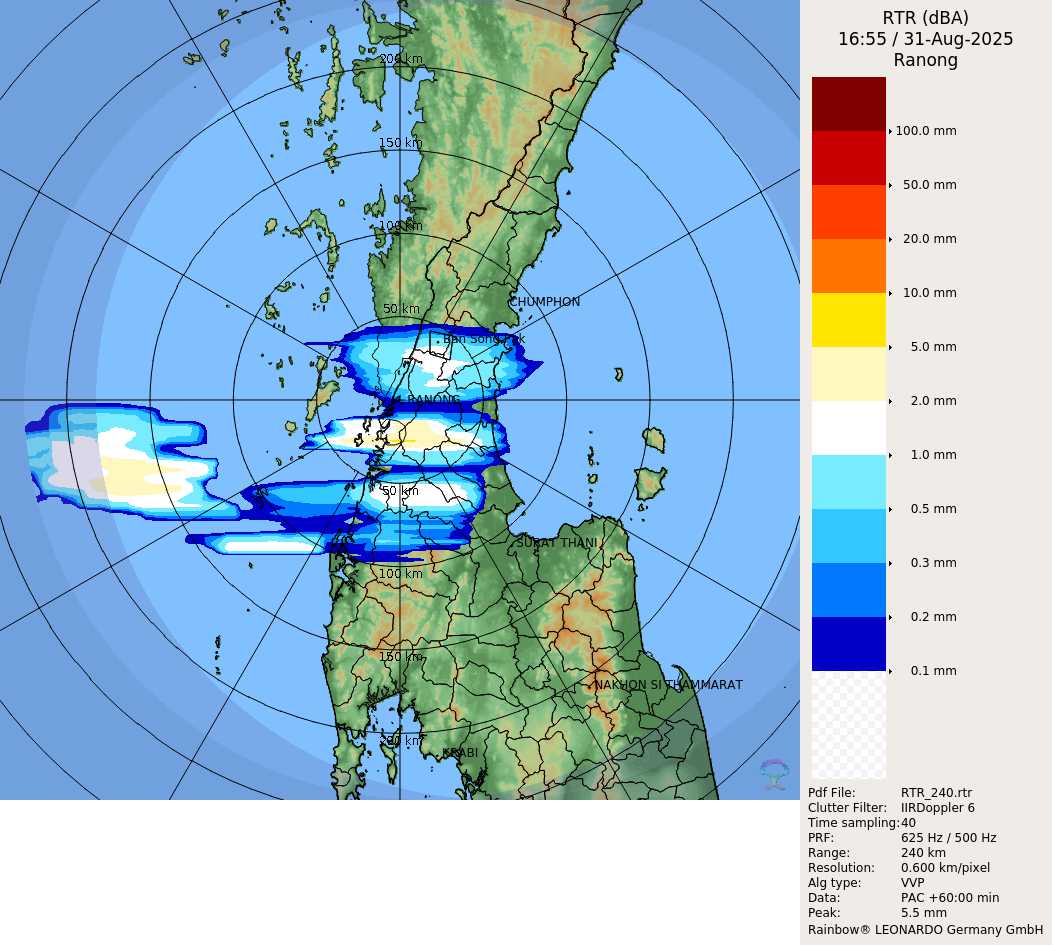 RTR (dBA)
16:55 / 31-Aug-2025
Ranong
200 km
150 km
100 km
50 km
CHUMPHON
RANONG
50 km
SURAT THANI
100 km
150 km
NAKHON SI THAMMARAT
200 km
KRABI
100.0 mm
50.0 mm
20.0 mm
10.0 mm
5.0 mm
2.0 mm
1.0 mm
0.5 mm
0.3 mm
0.2 mm
0.1 mm
Pdf File: RTR_240.rtr
Clutter Filter: IIRDoppler 6
Time sampling:40
PRF: 625 Hz / 500 Hz
Range: 240 km
Resolution: 0.600 km/pixel
Alg type: VVP
Data: PAC +60:00 min
Peak: 5.5 mm
Rainbow® LEONARDO Germany GmbH